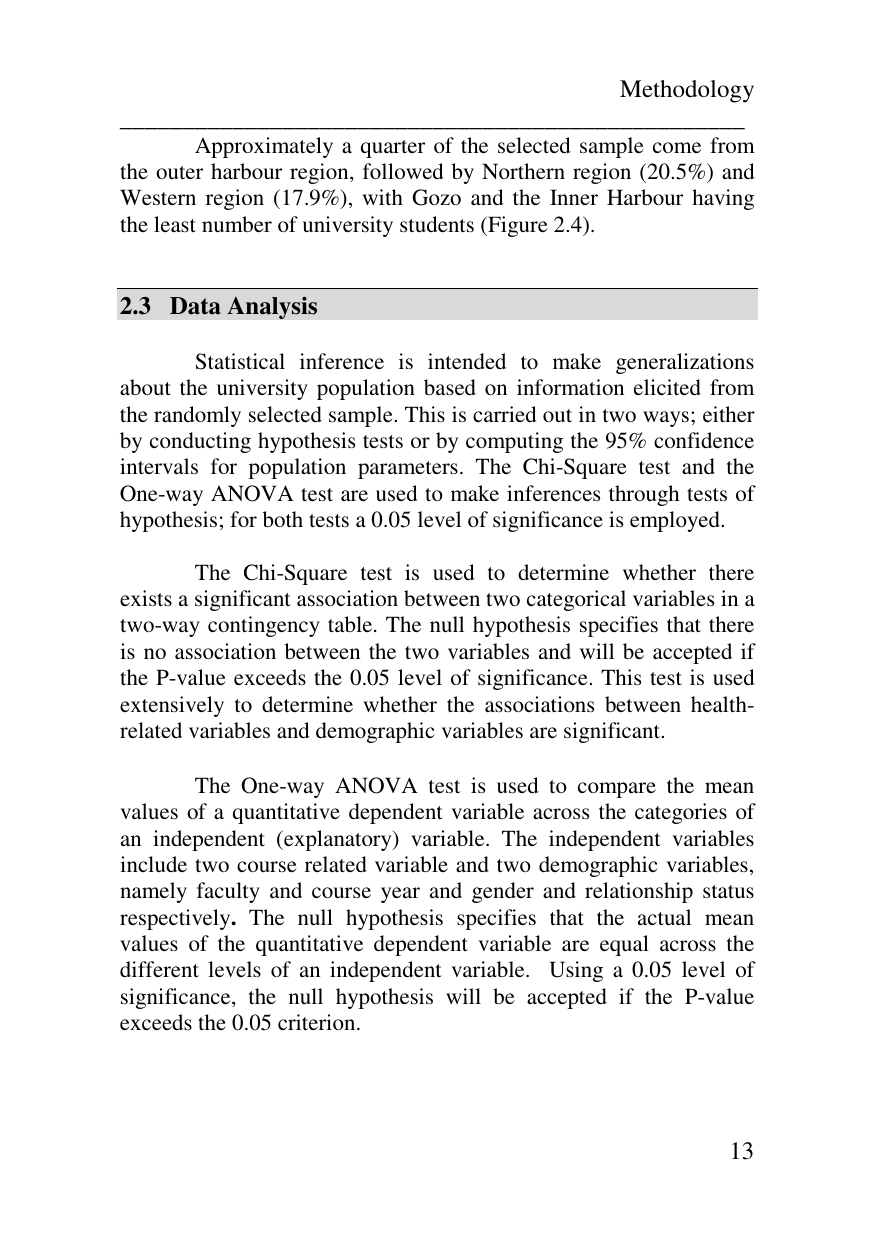 Methodology
Approximately a quarter of the selected sample come from
the outer harbour region, followed by Northern region (20.5%) and
Western region (17.9%), with Gozo and the Inner Harbour having
the least number of university students (Figure 2.4).
2.3 Data Analysis
Statistical inference is intended to make generalizations
about the university population based on information elicited from
the randomly selected sample. This is carried out in two ways; either
by conducting hypothesis tests or by computing the 95% confidence
intervals for population parameters. The Chi-Square test and the
One-way ANOVA test are used to make inferences through tests of
hypothesis; for both tests a 0.05 level of significance is employed.
The Chi-Square test is used to determine whether there
exists a significant association between two categorical variables in a
two-way contingency table. The null hypothesis specifies that there
is no association between the two variables and will be accepted if
the P-value exceeds the 0.05 level of significance. This test is used
extensively to determine whether the associations between health-
related variables and demographic variables are significant.
The One-way ANOVA test is used to compare the mean
values of a quantitative dependent variable across the categories of
an independent (explanatory) variable. The independent variables
include two course related variable and two demographic variables,
namely faculty and course year and gender and relationship status
respectively. The null hypothesis specifies that the actual mean
values of the quantitative dependent variable are equal across the
different levels of an independent variable. Using a 0.05 level of
significance, the null hypothesis will be accepted if the P-value
exceeds the 0.05 criterion.
13